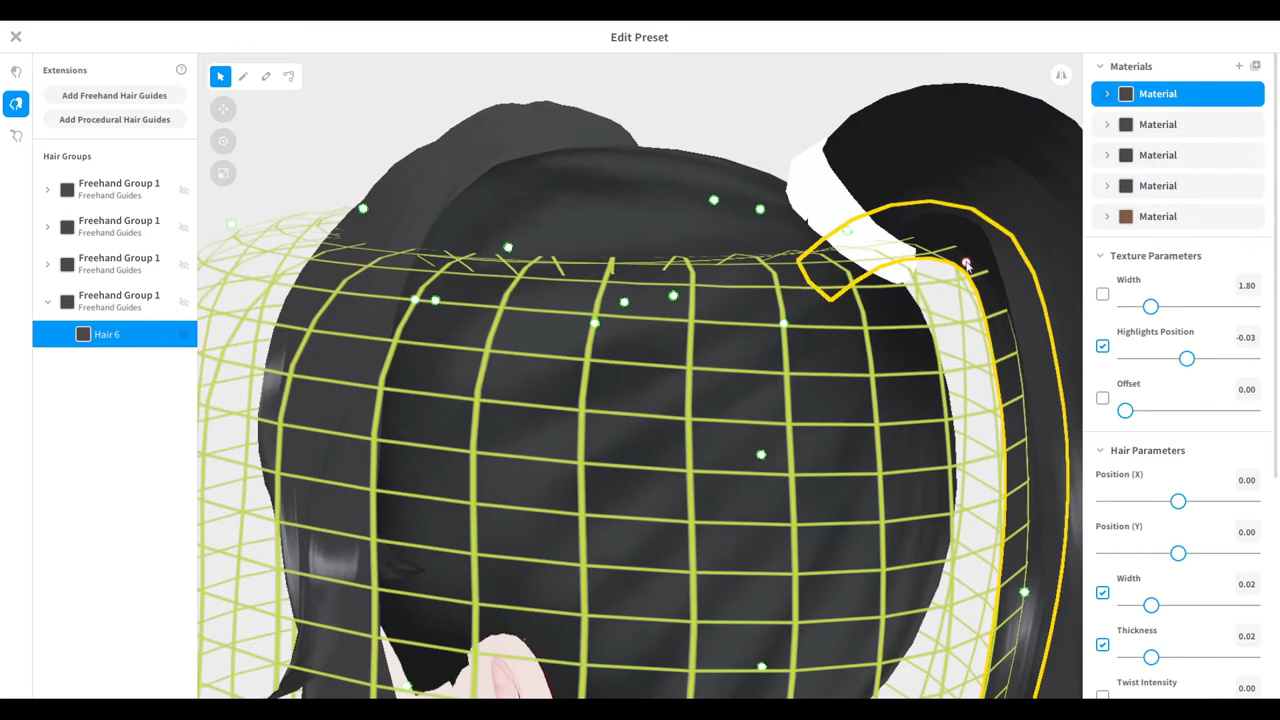 Edit Preset
Extensions
Add Freehand Hair Guides
Add Procedural Hair Guides
Hair Groups
Freehand Group 1
Freehand Guides
Freehand Group 1
Freehand Guides
Freehand Group 1
Freehand Guides
Freehand Group 1
Freehand Guides
Hair 6
Materials
Material
Material
Material
Material
Material
Texture Parameters
Width 1.80
Highlights Position -0.03
Offset 0.00
Hair Parameters
Position (X) 0.00
Position (Y) 0.00
Width 0.02
Thickness 0.02
Twist Intensity 0.00